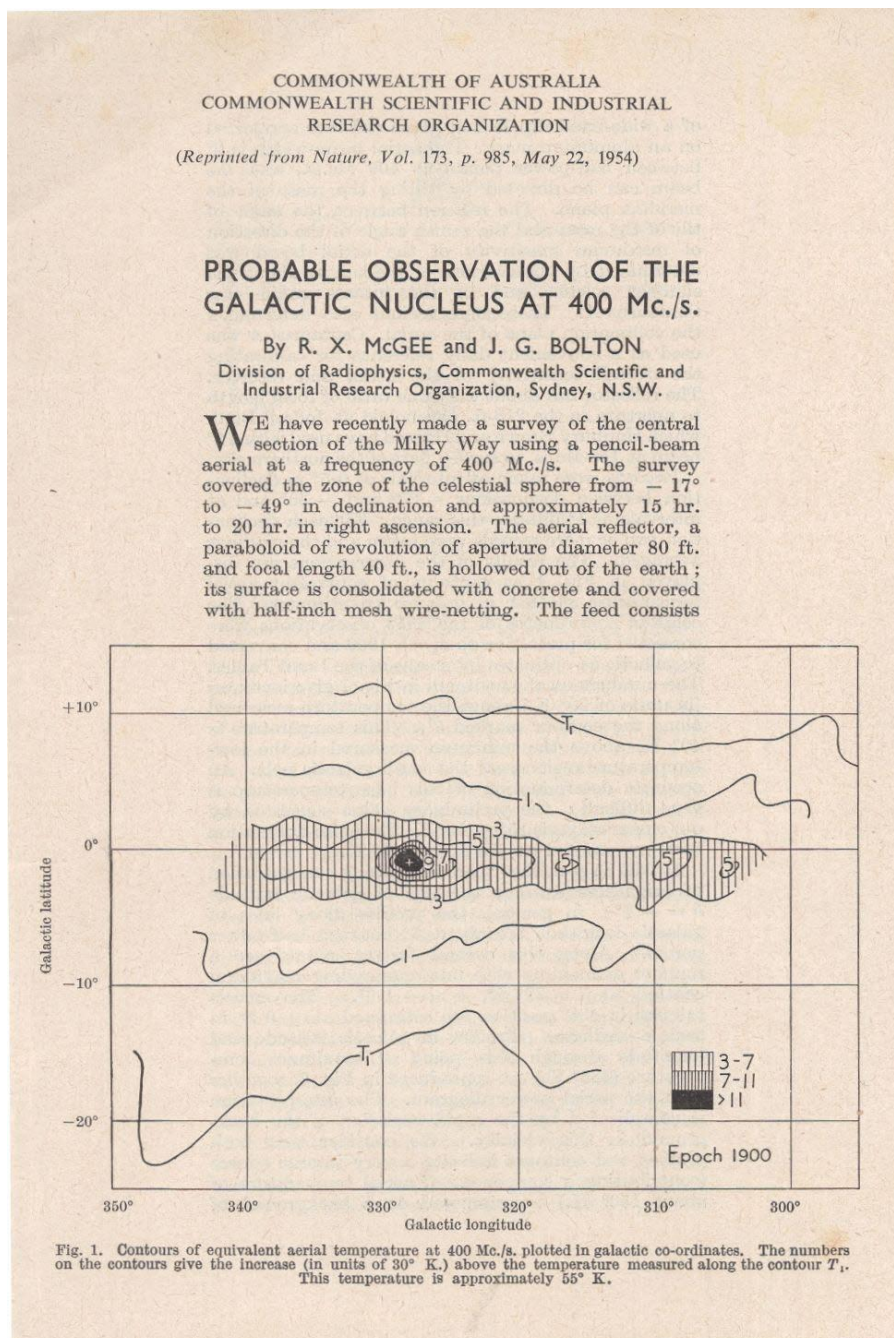 COMMONWEALTH OF AUSTRALIA
COMMONWEALTH SCIENTIFIC AND INDUSTRIAL
RESEARCH ORGANIZATION
(Reprinted from Nature, Vol. 173, p. 985, May 22, 1954)
PROBABLE OBSERVATION OF THE
GALACTIC NUCLEUS AT 400 Mc./s.
By R. X. McGEE and J. G. BOLTON
Division of Radiophysics, Commonwealth Scientific and
Industrial Research Organization, Sydney, N.S.W.
WE have recently made a survey of the central
section of the Milky Way using a pencil-beam
aerial at a frequency of 400 Mc./s. The survey
covered the zone of the celestial sphere from − 17°
to − 49° in declination and approximately 15 hr.
to 20 hr. in right ascension. The aerial reflector, a
paraboloid of revolution of aperture diameter 80 ft.
and focal length 40 ft., is hollowed out of the earth ;
its surface is consolidated with concrete and covered
with half-inch mesh wire-netting. The feed consists
+10°
T₁
1
0°
3
5
9 7
5
5
5
3
Galactic latitude
1
−10°
T₁
3-7
7-11
>11
−20°
Epoch 1900
350° 340° 330° 320° 310° 300°
Galactic longitude
Fig. 1. Contours of equivalent aerial temperature at 400 Mc./s. plotted in galactic co-ordinates. The numbers
on the contours give the increase (in units of 30° K.) above the temperature measured along the contour T₁.
This temperature is approximately 55° K.